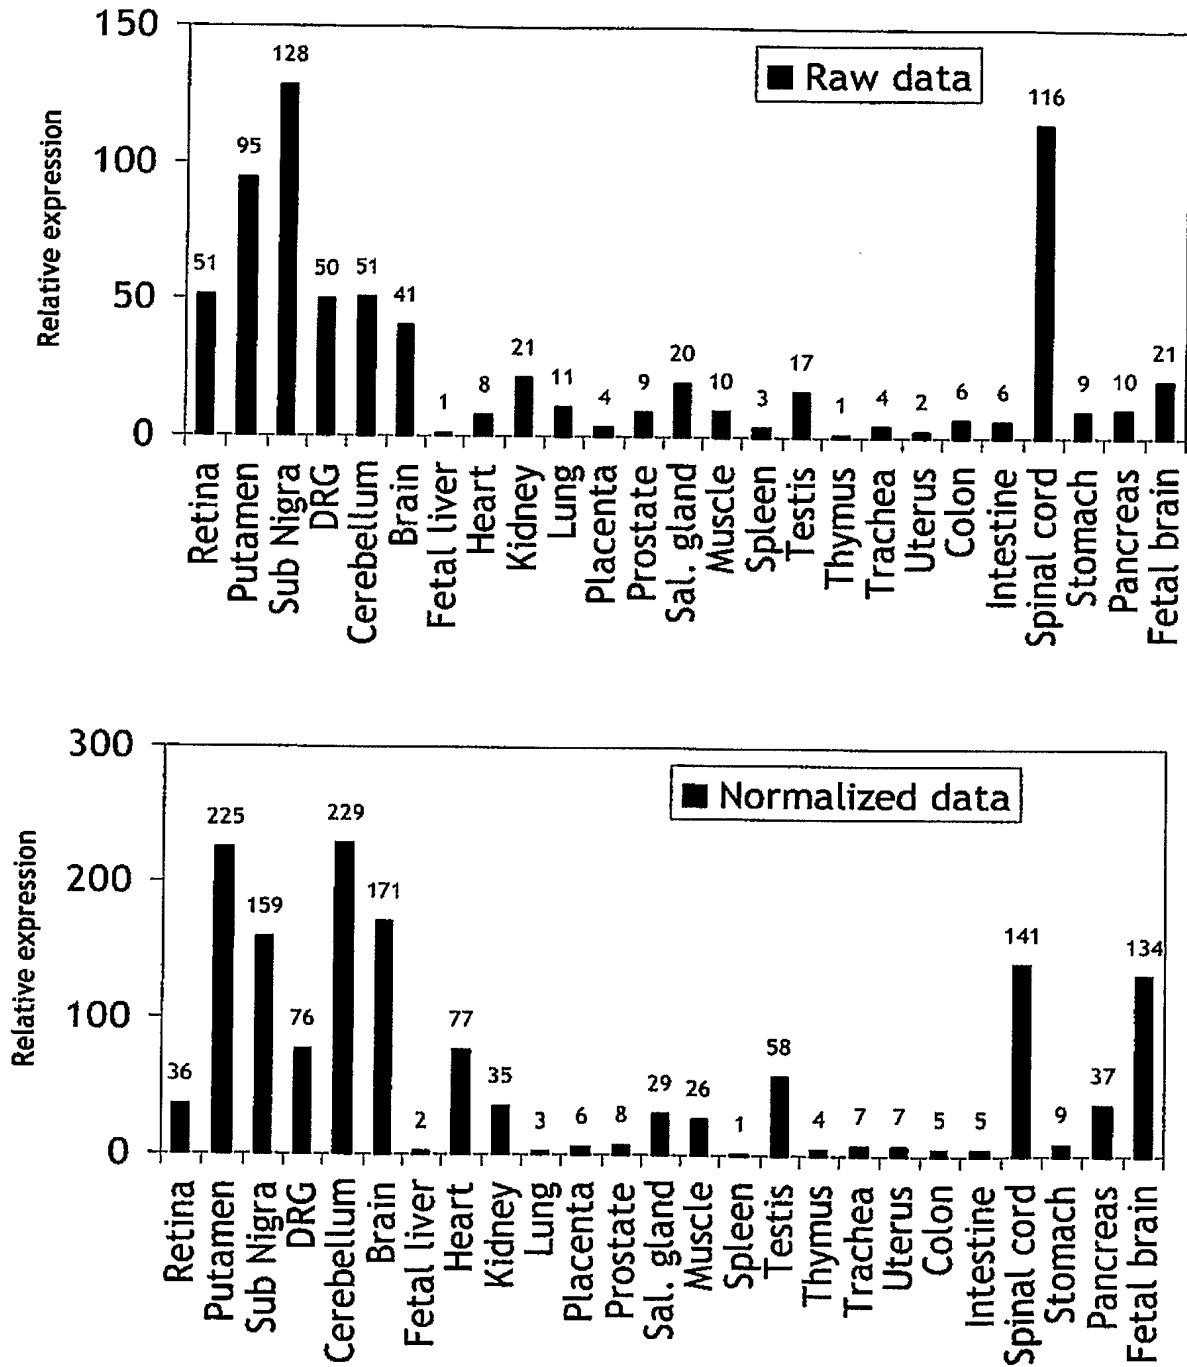 150
128
Raw data
116
95
100
Relative expression
51
50
51
50
41
1
8
21
11
4
9
20
10
3
17
1
4
2
6
6
9
10
21
0
Retina
Putamen
Sub Nigra
DRG
Cerebellum
Brain
Fetal liver
Heart
Kidney
Lung
Placenta
Prostate
Sal. gland
Muscle
Spleen
Testis
Thymus
Trachea
Uterus
Colon
Intestine
Spinal cord
Stomach
Pancreas
Fetal brain
300
Normalized data
225
229
Relative expression
200
159
171
141
134
100
76
77
36
2
35
3
6
8
29
26
1
58
4
7
7
5
5
9
37
0
Retina
Putamen
Sub Nigra
DRG
Cerebellum
Brain
Fetal liver
Heart
Kidney
Lung
Placenta
Prostate
Sal. gland
Muscle
Spleen
Testis
Thymus
Trachea
Uterus
Colon
Intestine
Spinal cord
Stomach
Pancreas
Fetal brain